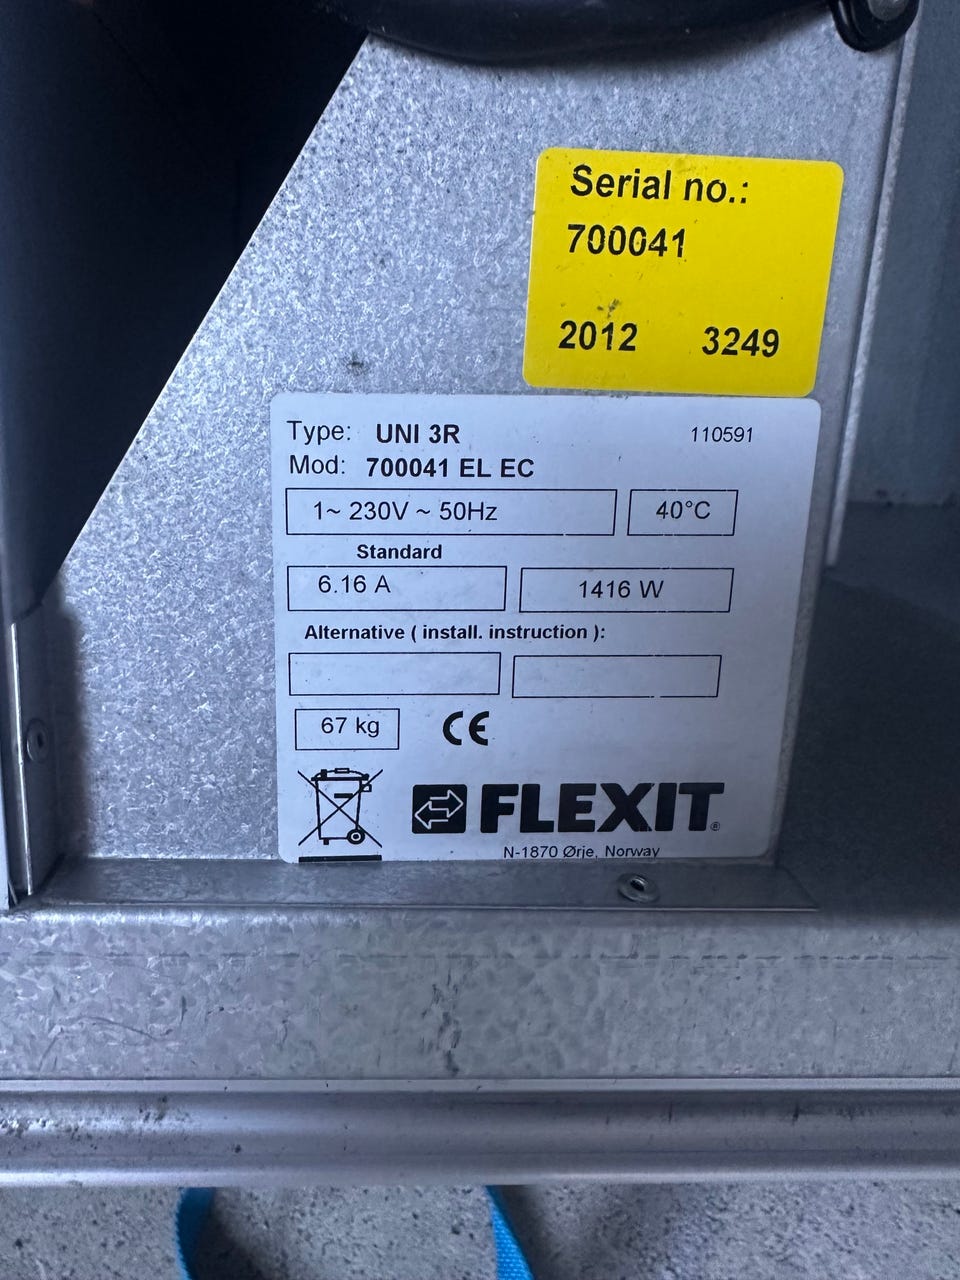 Serial no.:
700041
2012 3249
Type: UNI 3R 110591
Mod: 700041 EL EC
1~ 230V ~ 50Hz 40°C
Standard
6.16 A 1416 W
Alternative ( install. instruction ):
67 kg CE
FLEXIT®
N-1870 Ørje, Norway